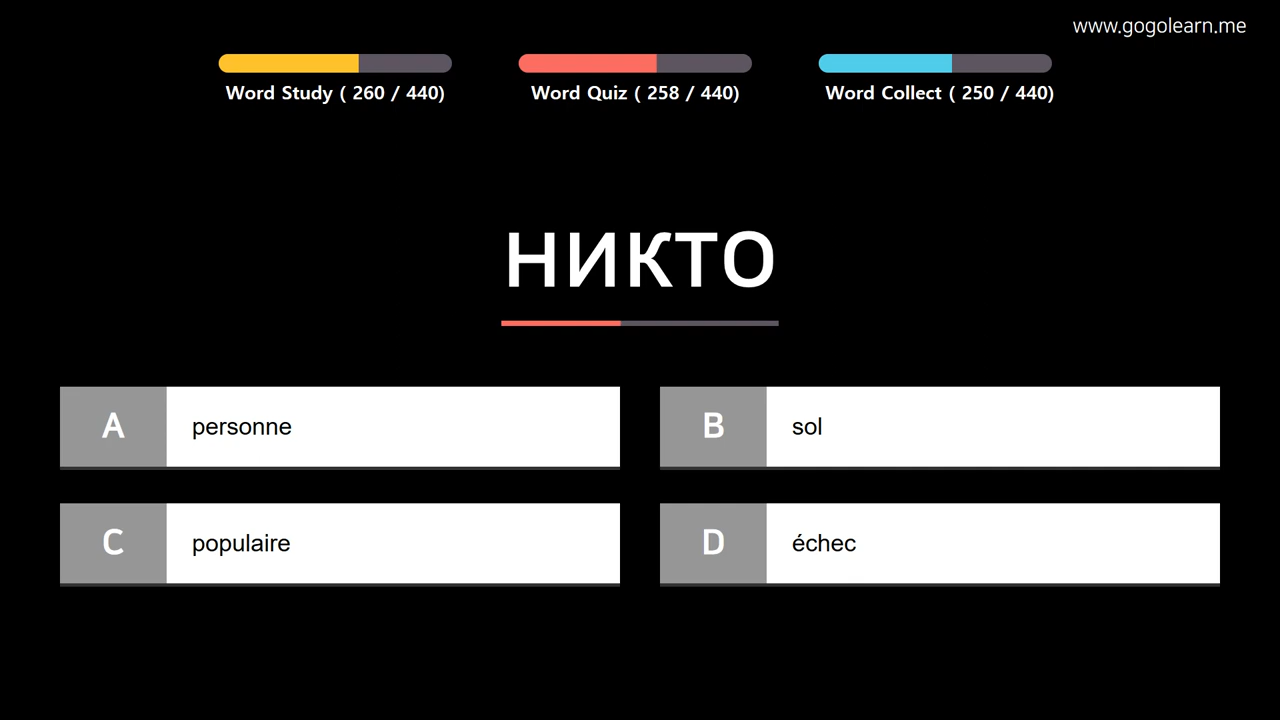 www.gogolearn.me
Word Study ( 260 / 440)
Word Quiz ( 258 / 440)
Word Collect ( 250 / 440)
НИКТО
A
personne
B
sol
C
populaire
D
échec